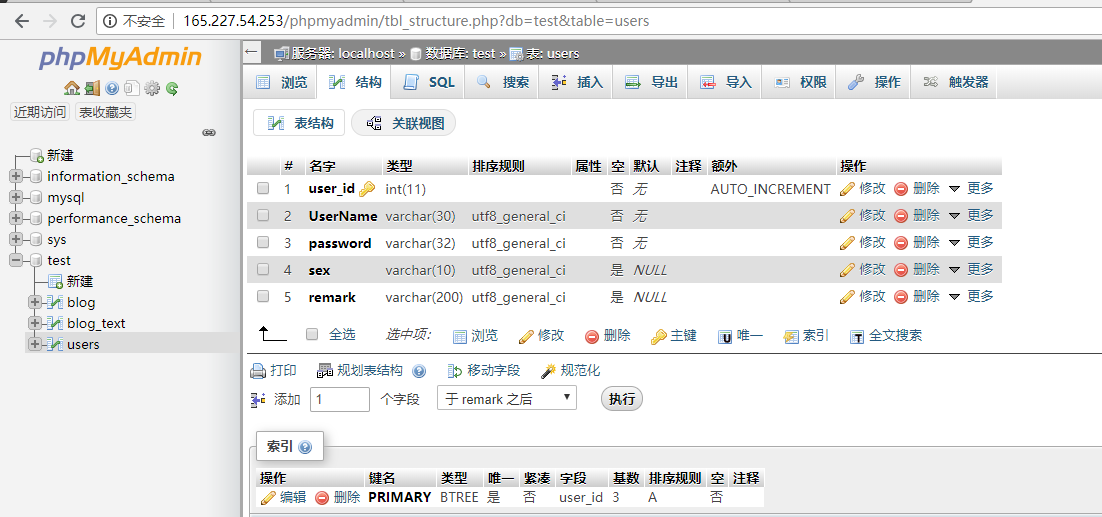 不安全 165.227.54.253/phpmyadmin/tbl_structure.php?db=test&table=users
phpMyAdmin
近期访问 表收藏夹
新建
information_schema
mysql
performance_schema
sys
test
新建
blog
blog_text
users
服务器: localhost » 数据库: test » 表: users
浏览 结构 SQL 搜索 插入 导出 导入 权限 操作 触发器
表结构 关联视图
# 名字 类型 排序规则 属性 空 默认 注释 额外 操作
1 user_id int(11) 否 无 AUTO_INCREMENT 修改 删除 更多
2 UserName varchar(30) utf8_general_ci 否 无 修改 删除 更多
3 password varchar(32) utf8_general_ci 否 无 修改 删除 更多
4 sex varchar(10) utf8_general_ci 是 NULL 修改 删除 更多
5 remark varchar(200) utf8_general_ci 是 NULL 修改 删除 更多
全选 选中项: 浏览 修改 删除 主键 唯一 索引 全文搜索
打印 规划表结构 移动字段 规范化
添加 1 个字段 于 remark 之后 执行
索引
操作 键名 类型 唯一 紧凑 字段 基数 排序规则 空 注释
编辑 删除 PRIMARY BTREE 是 否 user_id 3 A 否